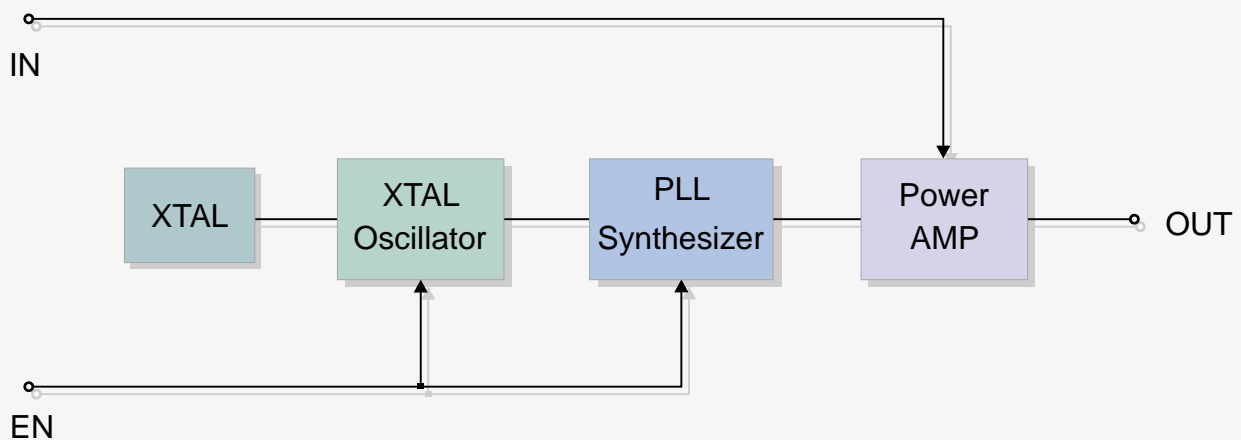 IN
XTAL
XTAL
Oscillator
PLL
Synthesizer
Power
AMP
OUT
EN